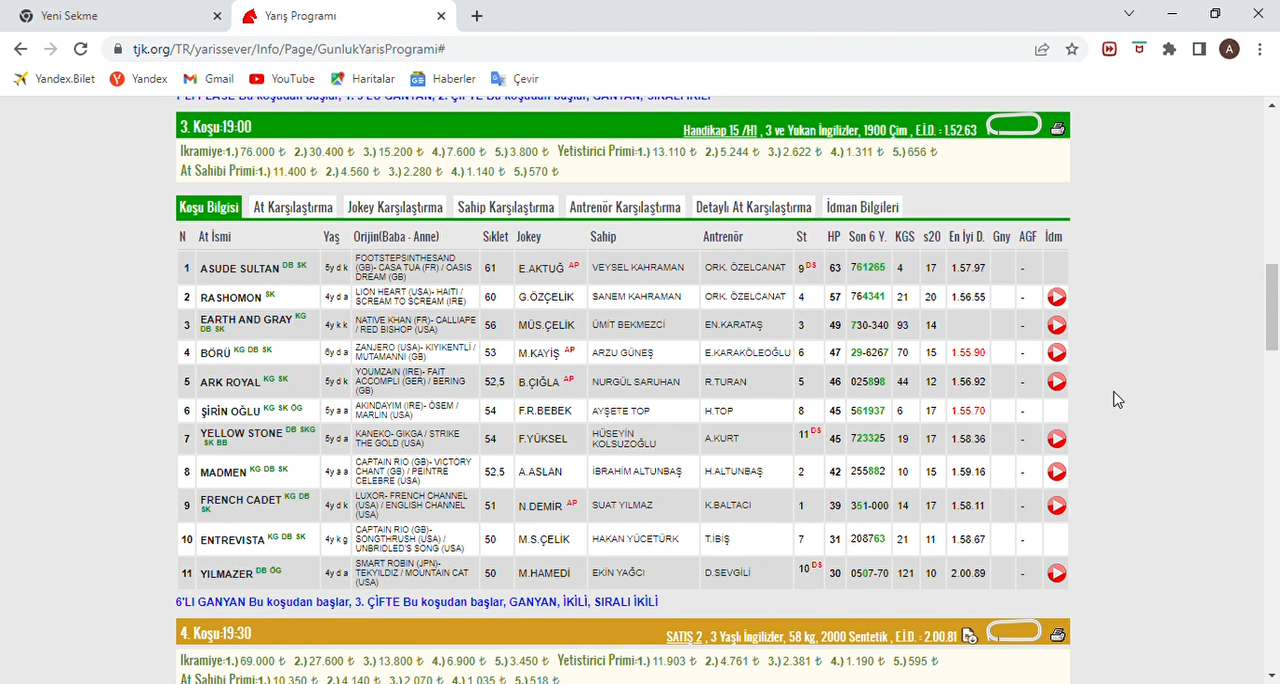 Yeni Sekme
Yarış Programı
tjk.org/TR/yarissever/Info/Page/GunlukYarisProgrami#
A
Yandex.Bilet Yandex Gmail YouTube Haritalar Haberler Çevir
3. Koşu:19:00
Handikap 15 /H1 , 3 ve Yukarı İngilizler, 1900 Çim , E.İ.D. : 1.52.63
İkramiye:1.) 76.000 ₺ 2.) 30.400 ₺ 3.) 15.200 ₺ 4.) 7.600 ₺ 5.) 3.800 ₺ Yetistirici Primi:1.) 13.110 ₺ 2.) 5.244 ₺ 3.) 2.622 ₺ 4.) 1.311 ₺ 5.) 656 ₺
At Sahibi Primi:1.) 11.400 ₺ 2.) 4.560 ₺ 3.) 2.280 ₺ 4.) 1.140 ₺ 5.) 570 ₺
Koşu Bilgisi At Karşılaştırma Jokey Karşılaştırma Sahip Karşılaştırma Antrenör Karşılaştırma Detaylı At Karşılaştırma İdman Bilgileri
N At İsmi Yaş Orijin(Baba - Anne) Sıklet Jokey Sahip Antrenör St HP Son 6 Y. KGS s20 En İyi D. Gny AGF İdm
1 ASUDE SULTAN DB SK 5y d k FOOTSTEPSINTHESAND (GB)- CASA TUA (FR) / OASIS DREAM (GB) 61 E.AKTUĞ AP VEYSEL KAHRAMAN ORK. ÖZELCANAT 9 DS 63 761265 4 17 1.57.97 -
2 RASHOMON SK 4y d a LION HEART (USA)- HAITI / SCREAM TO SCREAM (IRE) 60 G.ÖZÇELİK SANEM KAHRAMAN ORK. ÖZELCANAT 4 57 764341 21 20 1.56.55 -
3 EARTH AND GRAY KG DB SK 4y k k NATIVE KHAN (FR)- CALLIAPE / RED BISHOP (USA) 56 MÜS.ÇELİK ÜMİT BEKMEZCİ EN.KARATAŞ 3 49 730-340 93 14 -
4 BÖRÜ KG DB SK 6y d a ZANJERO (USA)- KIYIKENTLİ / MUTAMANNI (GB) 53 M.KAYİŞ AP ARZU GÜNEŞ E.KARAKÖLEOĞLU 6 47 29-6267 70 15 1.55.90 -
5 ARK ROYAL KG SK 5y d k YOUMZAIN (IRE)- FAIT ACCOMPLI (GER) / BERING (GB) 52,5 B.ÇIĞLA AP NURGÜL SARUHAN R.TURAN 5 46 025898 44 12 1.56.92 -
6 ŞİRİN OĞLU KG SK ÖG 5y a a AKINDAYIM (IRE)- ÖSEM / MARLIN (USA) 54 F.R.BEBEK AYŞETE TOP H.TOP 8 45 561937 6 17 1.55.70 -
7 YELLOW STONE DB SKG SK BB 5y d a KANEKO- GIKGA / STRIKE THE GOLD (USA) 54 F.YÜKSEL HÜSEYİN KOLSUZOĞLU A.KURT 11 DS 45 723325 19 17 1.58.36 -
8 MADMEN KG DB SK 4y a a CAPTAIN RIO (GB)- VICTORY CHANT (GB) / PEINTRE CELEBRE (USA) 52,5 A.ASLAN İBRAHİM ALTUNBAŞ H.ALTUNBAŞ 2 42 255882 10 15 1.59.16 -
9 FRENCH CADET KG DB SK 4y d k LUXOR- FRENCH CHANNEL (USA) / ENGLISH CHANNEL (USA) 51 N.DEMİR AP SUAT YILMAZ K.BALTACI 1 39 351-000 14 17 1.58.11 -
10 ENTREVISTA KG DB SK 4y k g CAPTAIN RIO (GB)- SONGTHRUSH (USA) / UNBRIDLED'S SONG (USA) 50 M.S.ÇELİK HAKAN YÜCETÜRK T.İBİŞ 7 31 208763 21 11 1.58.67 -
11 YILMAZER DB ÖG 4y d a SMART ROBIN (JPN)- TEKYILDIZ / MOUNTAIN CAT (USA) 50 M.HAMEDİ EKİN YAĞCI D.SEVGİLİ 10 DS 30 0507-70 121 10 2.00.89 -
6'LI GANYAN Bu koşudan başlar, 3. ÇİFTE Bu koşudan başlar, GANYAN, İKİLİ, SIRALI İKİLİ
4. Koşu:19:30
SATIŞ 2 , 3 Yaşlı İngilizler, 58 kg, 2000 Sentetik , E.İ.D. : 2.00.81
İkramiye:1.) 69.000 ₺ 2.) 27.600 ₺ 3.) 13.800 ₺ 4.) 6.900 ₺ 5.) 3.450 ₺ Yetistirici Primi:1.) 11.903 ₺ 2.) 4.761 ₺ 3.) 2.381 ₺ 4.) 1.190 ₺ 5.) 595 ₺
At Sahibi Primi:1.) 10.350 ₺ 2.) 4.140 ₺ 3.) 2.070 ₺ 4.) 1.035 ₺ 5.) 518 ₺